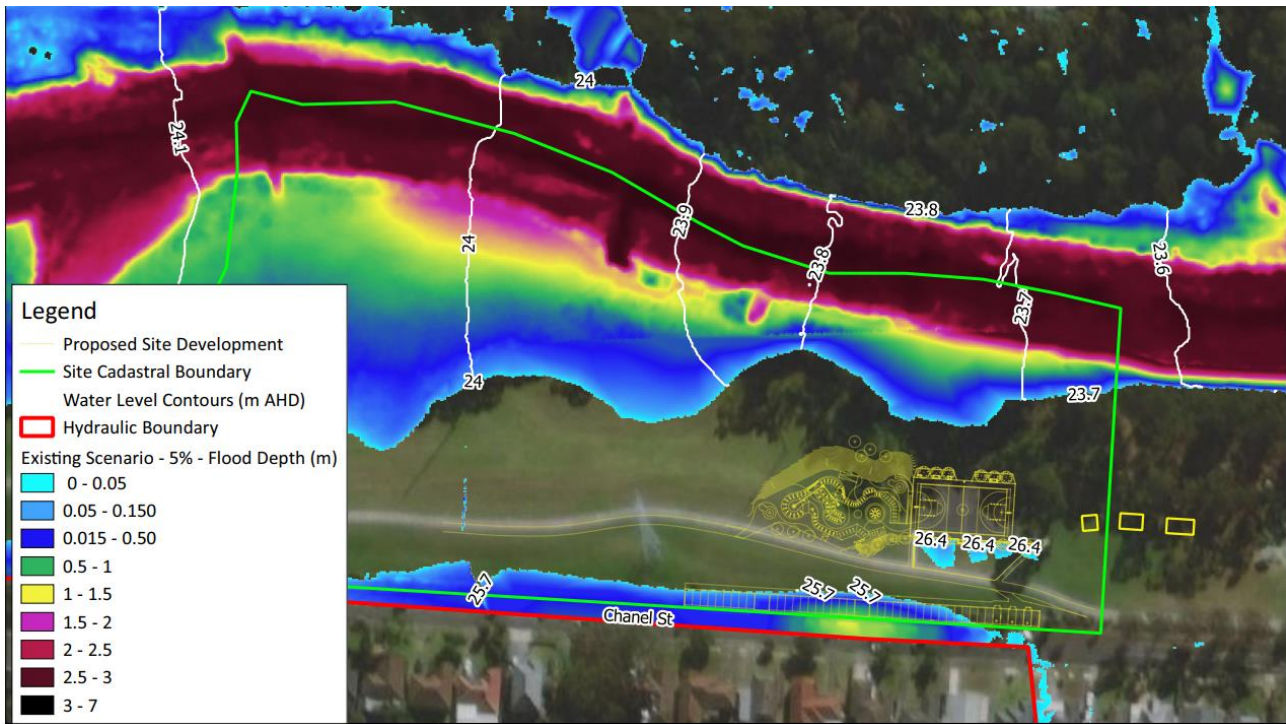 24
24.1
23.9
23.8
24
23.8
23.6
23.7
24
23.7
Legend
Proposed Site Development
Site Cadastral Boundary
Water Level Contours (m AHD)
Hydraulic Boundary
Existing Scenario - 5% - Flood Depth (m)
0 - 0.05
0.05 - 0.150
0.015 - 0.50
0.5 - 1
1 - 1.5
1.5 - 2
2 - 2.5
2.5 - 3
3 - 7
26.4 26.4 26.4
25.7
25.7 25.7
Chanel St